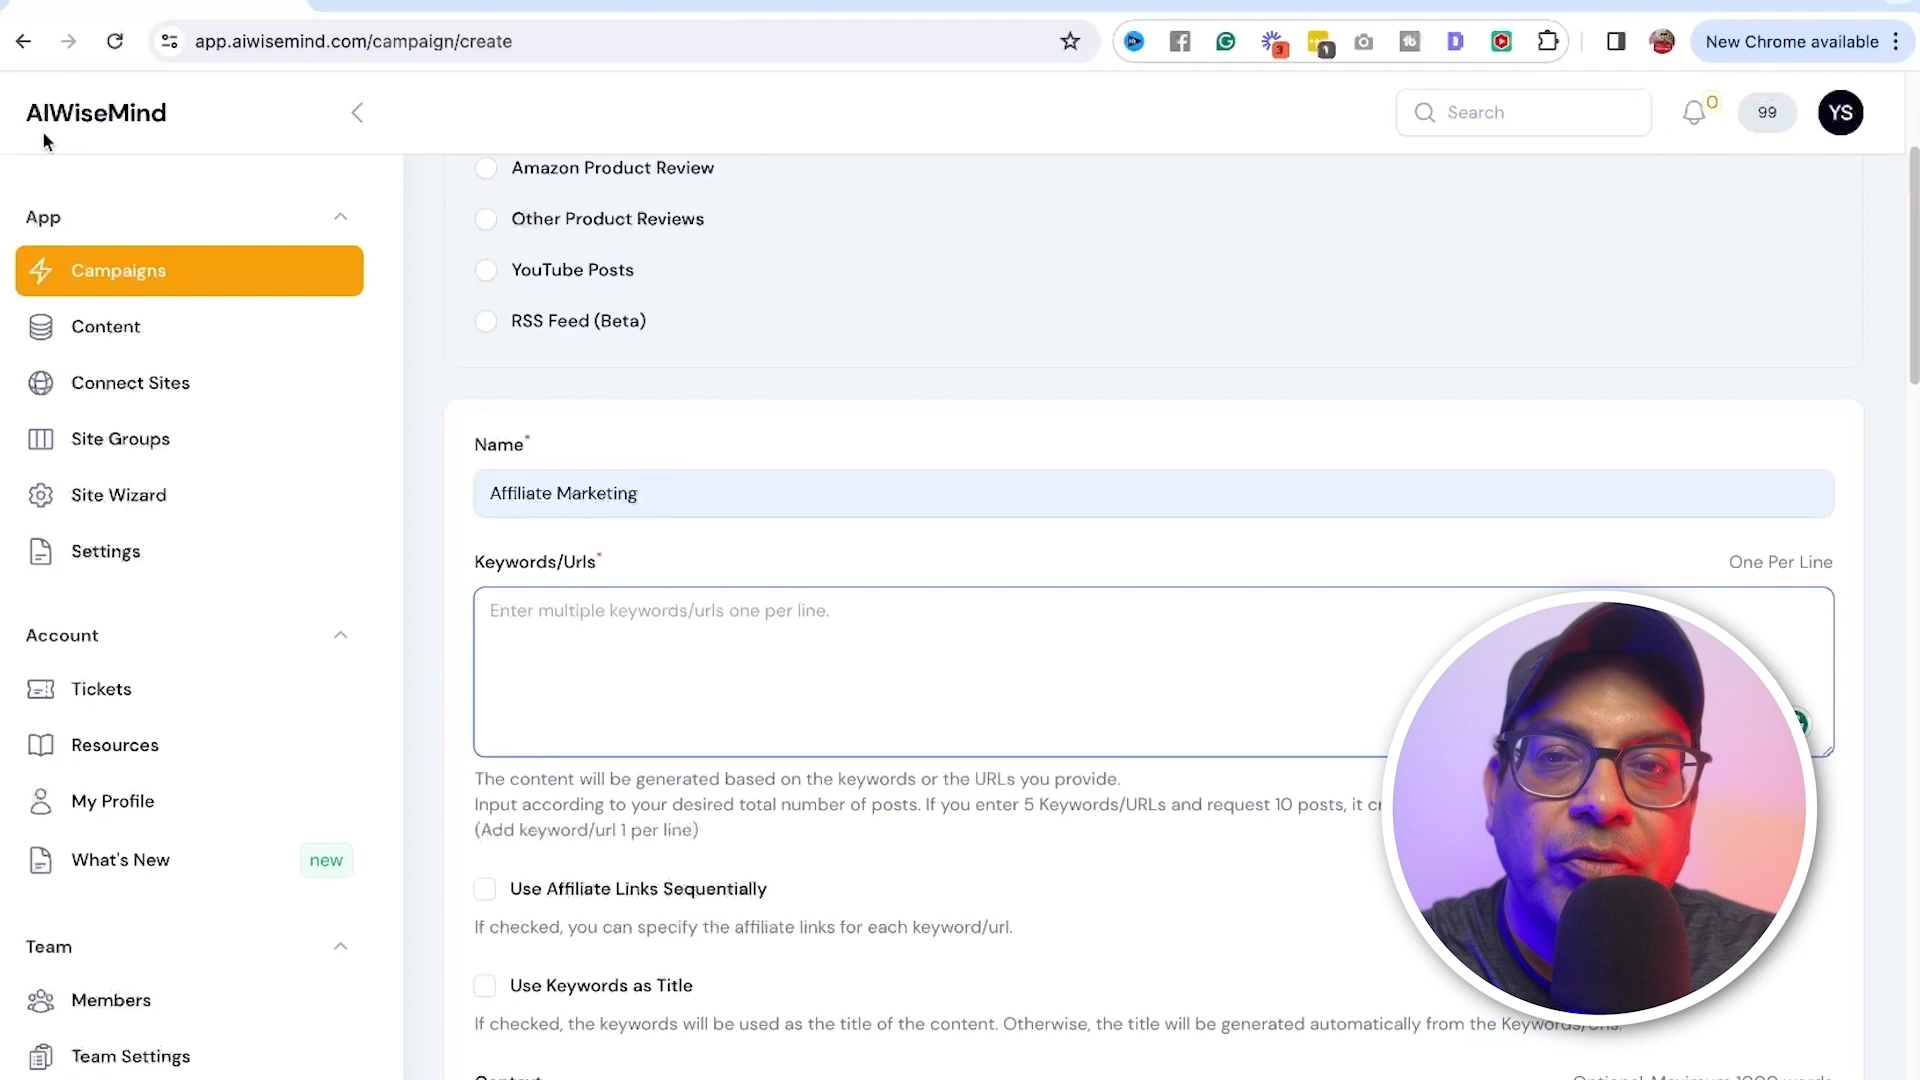 app.aiwisemind.com/campaign/create
3
1
New Chrome available
AIWiseMind
Search
0
99
YS
App
Campaigns
Content
Connect Sites
Site Groups
Site Wizard
Settings
Account
Tickets
Resources
My Profile
What's New
new
Team
Members
Team Settings
Amazon Product Review
Other Product Reviews
YouTube Posts
RSS Feed (Beta)
Name*
Affiliate Marketing
Keywords/Urls*
One Per Line
Enter multiple keywords/urls one per line.
The content will be generated based on the keywords or the URLs you provide.
Input according to your desired total number of posts. If you enter 5 Keywords/URLs and request 10 posts, it
(Add keyword/url 1 per line)
Use Affiliate Links Sequentially
If checked, you can specify the affiliate links for each keyword/url.
Use Keywords as Title
If checked, the keywords will be used as the title of the content. Otherwise, the title will be generated automatically from the Keywords/Urls.